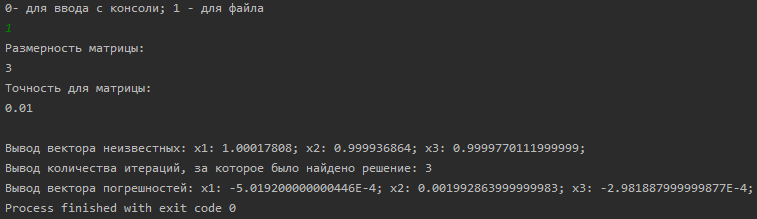 0- для ввода с консоли; 1 - для файла
1
Размерность матрицы:
3
Точность для матрицы:
0.01
Вывод вектора неизвестных: x1: 1.00017808; x2: 0.999936864; x3: 0.9999770111999999;
Вывод количества итераций, за которое было найдено решение: 3
Вывод вектора погрешностей: x1: -5.019200000000446E-4; x2: 0.001992863999999983; x3: -2.981887999999877E-4;
Process finished with exit code 0